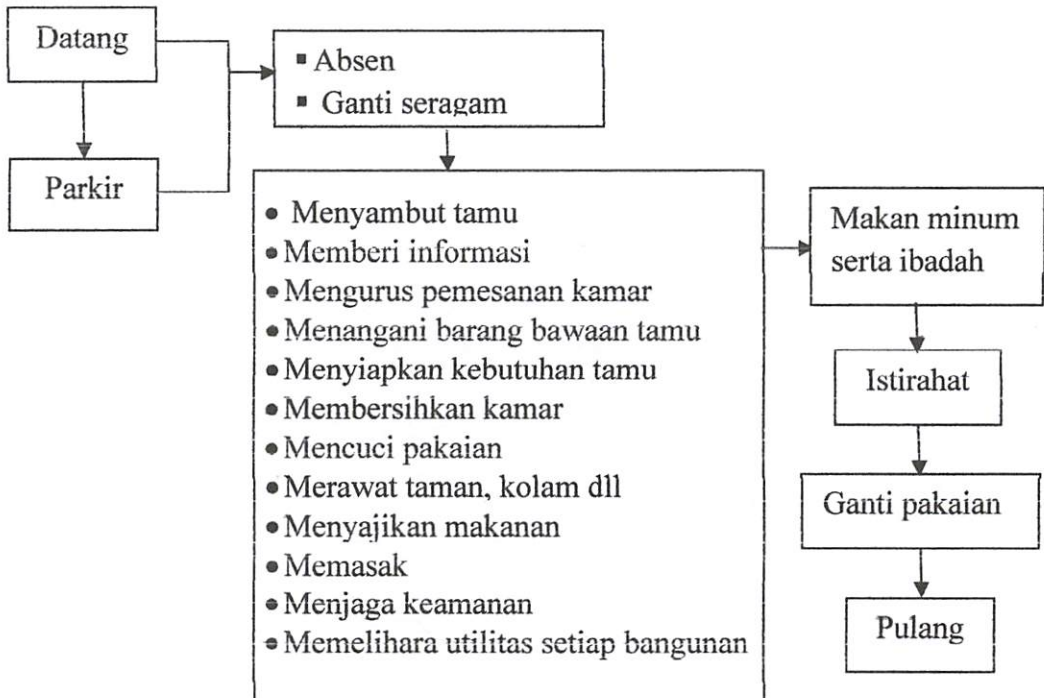 Datang
Parkir
▪ Absen
▪ Ganti seragam
• Menyambut tamu
• Memberi informasi
• Mengurus pemesanan kamar
• Menangani barang bawaan tamu
• Menyiapkan kebutuhan tamu
• Membersihkan kamar
• Mencuci pakaian
• Merawat taman, kolam dll
• Menyajikan makanan
• Memasak
• Menjaga keamanan
• Memelihara utilitas setiap bangunan
Makan minum
serta ibadah
Istirahat
Ganti pakaian
Pulang